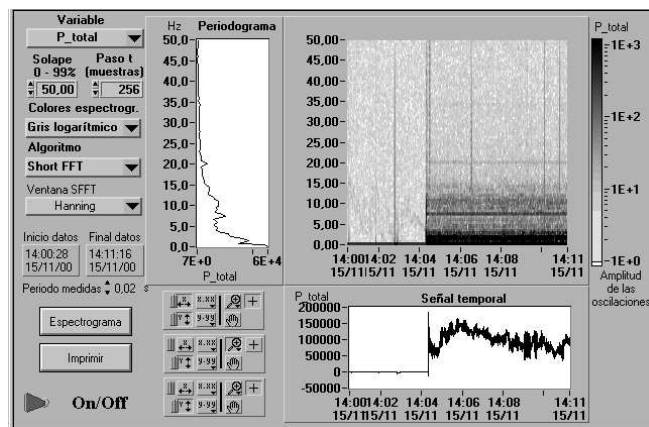 Variable
P_total
Solape
0 - 99%
Paso t
(muestras)
50,00
256
Colores espectrogr.
Gris logarítmico
Algoritmo
Short FFT
Ventana SFFT
Hanning
Inicio datos
Final datos
14:00:28
15/11/00
14:11:16
15/11/00
Periodo medidas 0,02 s
Espectrograma
Imprimir
On/Off
Hz Periodograma
50,0
45,0
40,0
35,0
30,0
25,0
20,0
15,0
10,0
5,0
0,0
7E+0 6E+4
P_total
X.XX
Y.YY
X.XX
Y.YY
X.XX
Y.YY
50,00
45,00
40,00
35,00
30,00
25,00
20,00
15,00
10,00
5,00
0,00
14:00 14:02 14:04 14:06 14:08 14:11
15/11 15/11 15/11 15/11 15/11 15/11
P_total
1E+3
1E+2
1E+1
1E+0
Amplitud
de las
oscilaciones
P_total Señal temporal
200000
150000
100000
50000
0
-50000
14:00 14:02 14:04 14:06 14:08 14:11
15/11 15/11 15/11 15/11 15/11 15/11